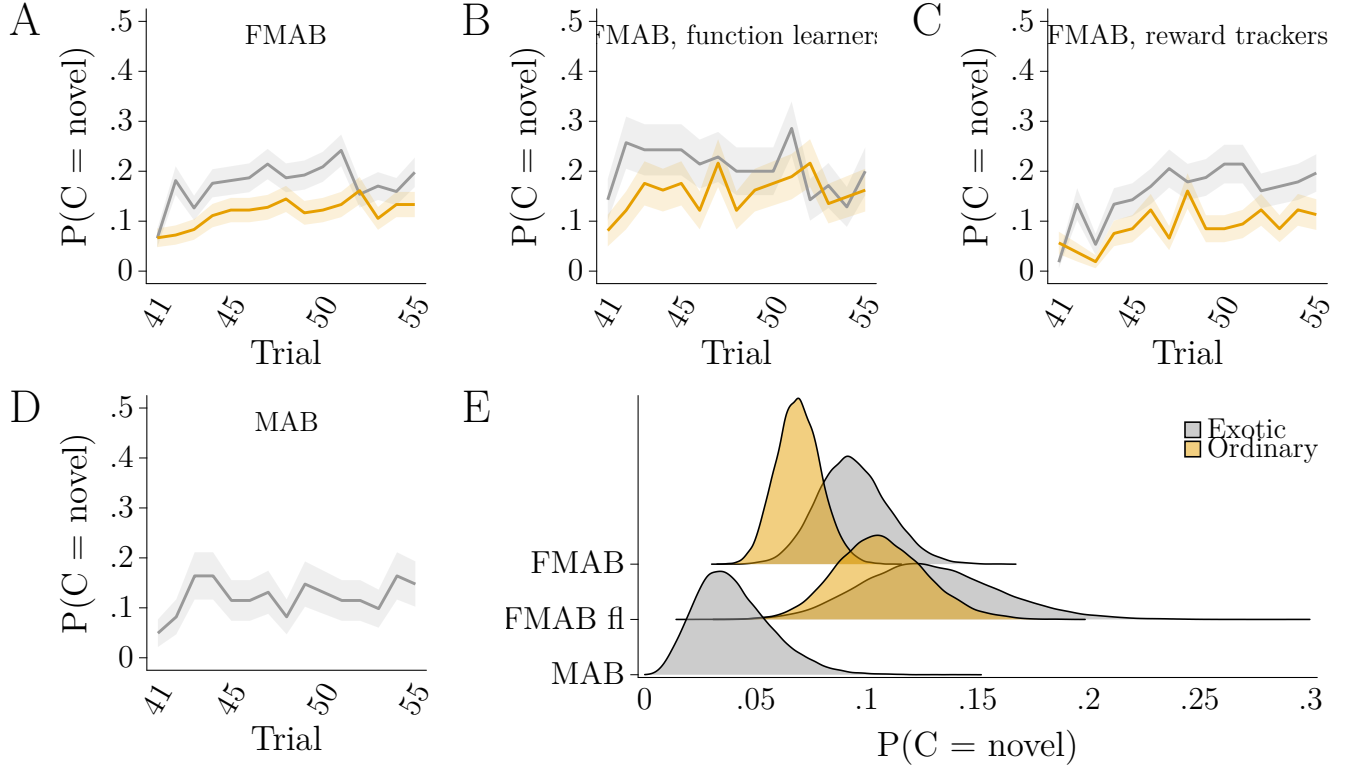 A
FMAB
P(C = novel)
.5
.4
.3
.2
.1
0
41
45
50
55
Trial
B
FMAB, function learners
P(C = novel)
.5
.4
.3
.2
.1
0
41
45
50
55
Trial
C
FMAB, reward trackers
P(C = novel)
.5
.4
.3
.2
.1
0
41
45
50
55
Trial
D
MAB
P(C = novel)
.5
.4
.3
.2
.1
0
41
45
50
55
Trial
E
Exotic
Ordinary
FMAB
FMAB fl
MAB
0
.05
.1
.15
.2
.25
.3
P(C = novel)